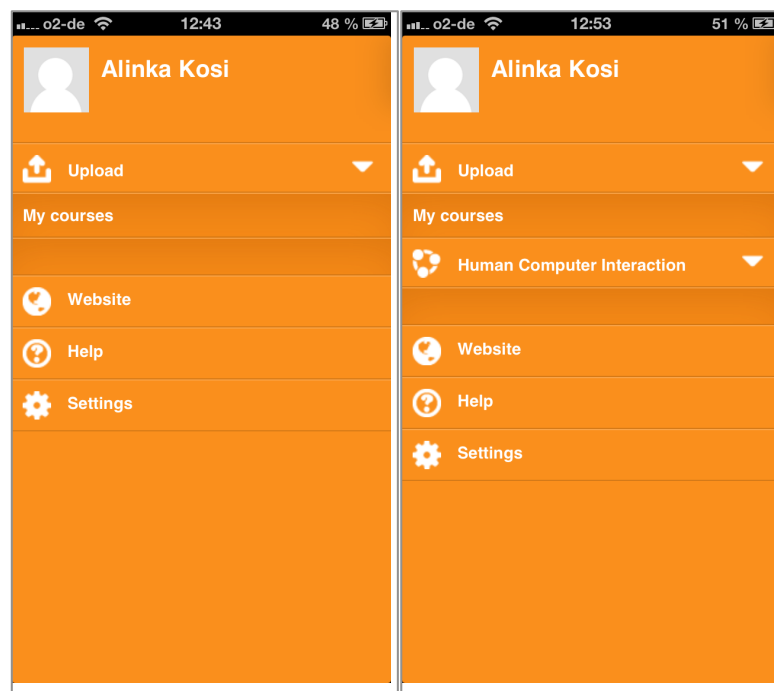 o2-de 12:43 48 %
Alinka Kosi
Upload
My courses
Website
Help
Settings
o2-de 12:53 51 %
Alinka Kosi
Upload
My courses
Human Computer Interaction
Website
Help
Settings